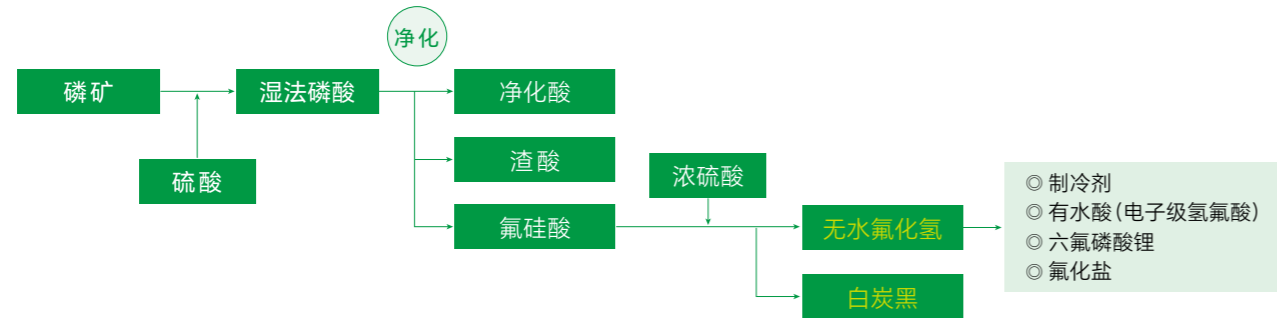 净化
磷矿
湿法磷酸
净化酸
硫酸
渣酸
氟硅酸
浓硫酸
无水氟化氢
白炭黑
◎ 制冷剂
◎ 有水酸(电子级氢氟酸)
◎ 六氟磷酸锂
◎ 氟化盐